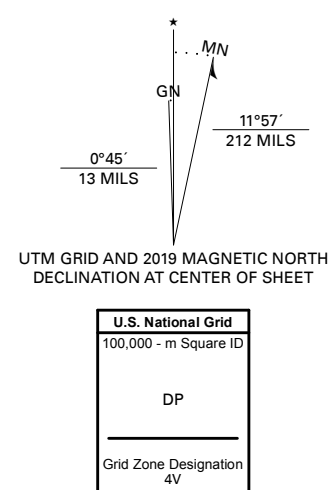 ★
MN
GN
11°57´
212 MILS
0°45´
13 MILS
UTM GRID AND 2019 MAGNETIC NORTH
DECLINATION AT CENTER OF SHEET
U.S. National Grid
100,000 - m Square ID
DP
Grid Zone Designation
4V